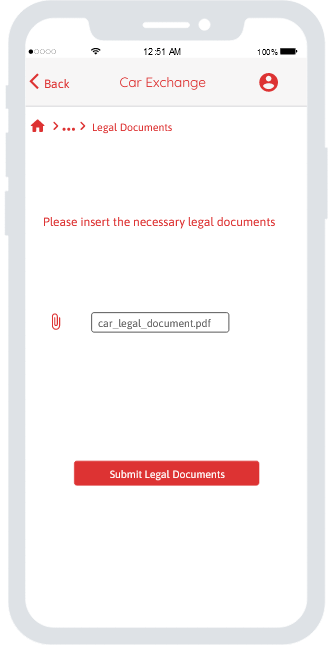 12:51 AM
100%
Back
Car Exchange
... Legal Documents
Please insert the necessary legal documents
car_legal_document.pdf
Submit Legal Documents